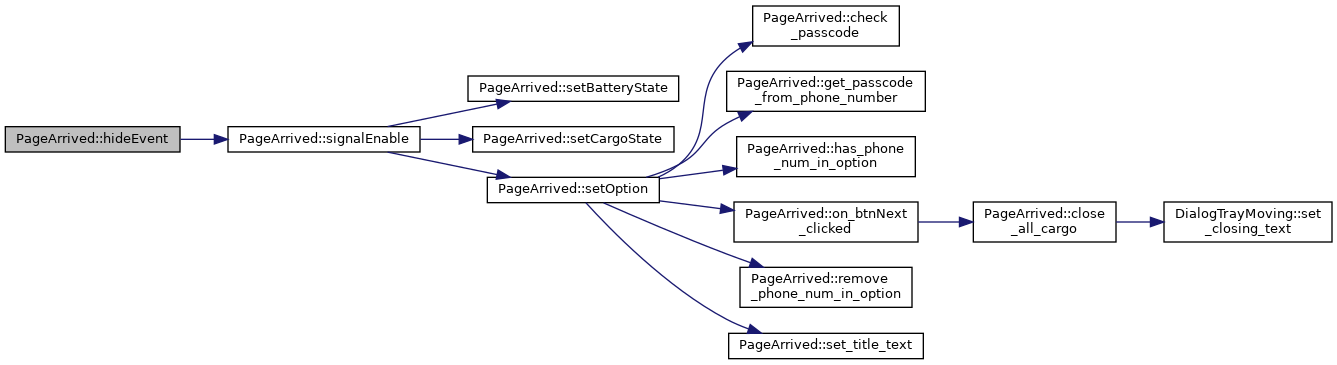 PageArrived::hideEvent
PageArrived::signalEnable
PageArrived::setBatteryState
PageArrived::setCargoState
PageArrived::setOption
PageArrived::check
_passcode
PageArrived::get_passcode
_from_phone_number
PageArrived::has_phone
_num_in_option
PageArrived::on_btnNext
_clicked
PageArrived::close
_all_cargo
DialogTrayMoving::set
_closing_text
PageArrived::remove
_phone_num_in_option
PageArrived::set_title_text